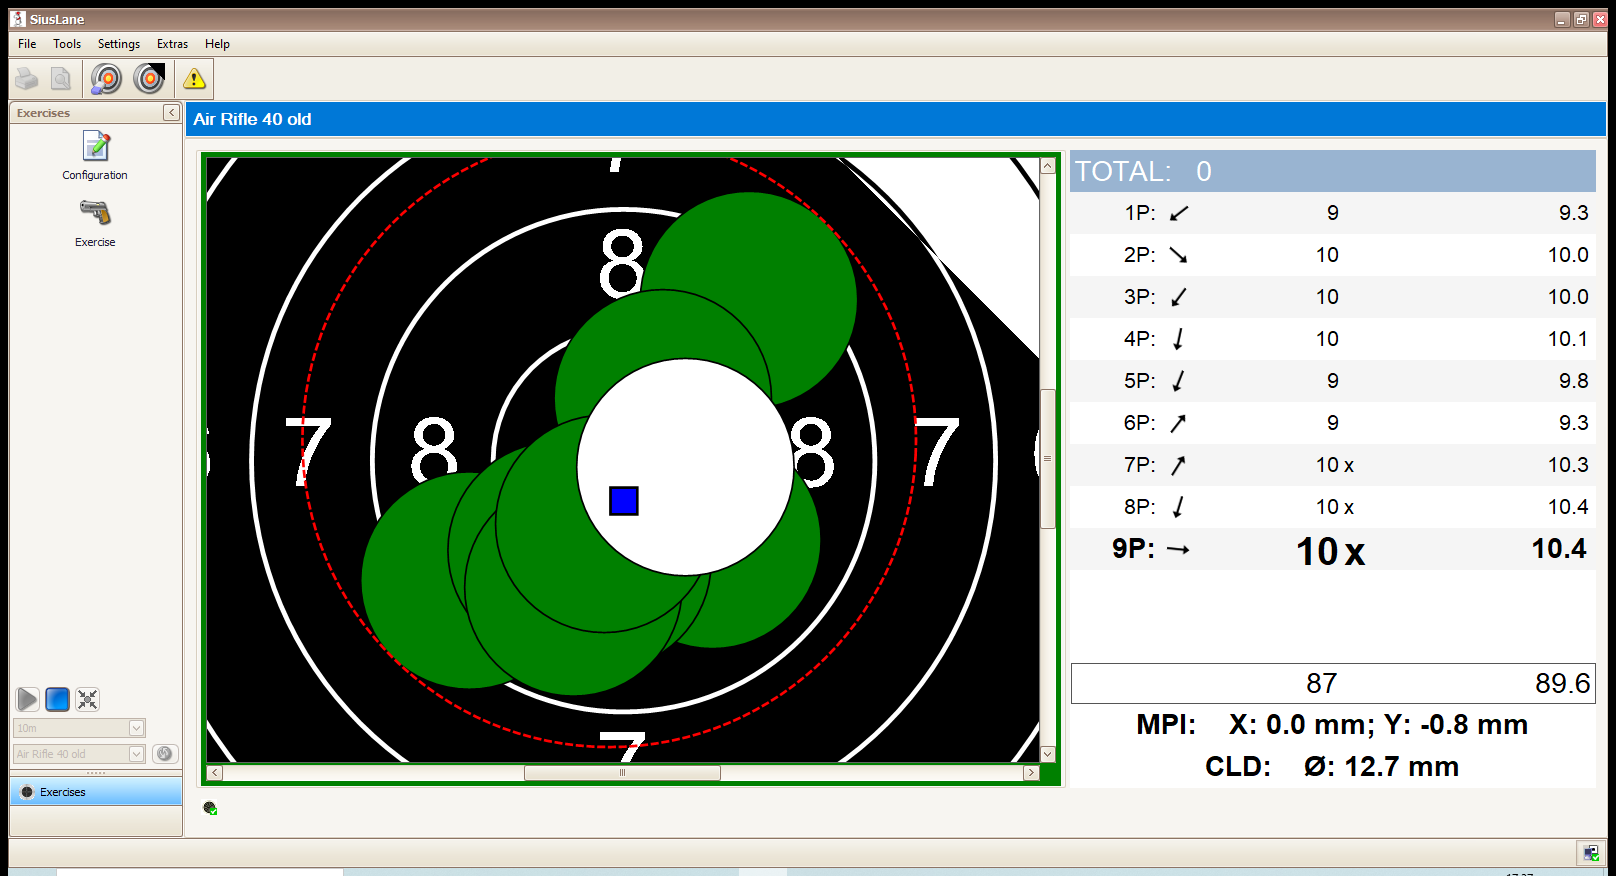 SiusLane
File Tools Settings Extras Help
Exercises
Configuration
Exercise
10m
Air Rifle 40 old
Exercises
Air Rifle 40 old
7
8
7 8 8 7
7
TOTAL: 0
1P: 9 9.3
2P: 10 10.0
3P: 10 10.0
4P: 10 10.1
5P: 9 9.8
6P: 9 9.3
7P: 10 x 10.3
8P: 10 x 10.4
9P: 10 x 10.4
87 89.6
MPI: X: 0.0 mm; Y: -0.8 mm
CLD: Ø: 12.7 mm